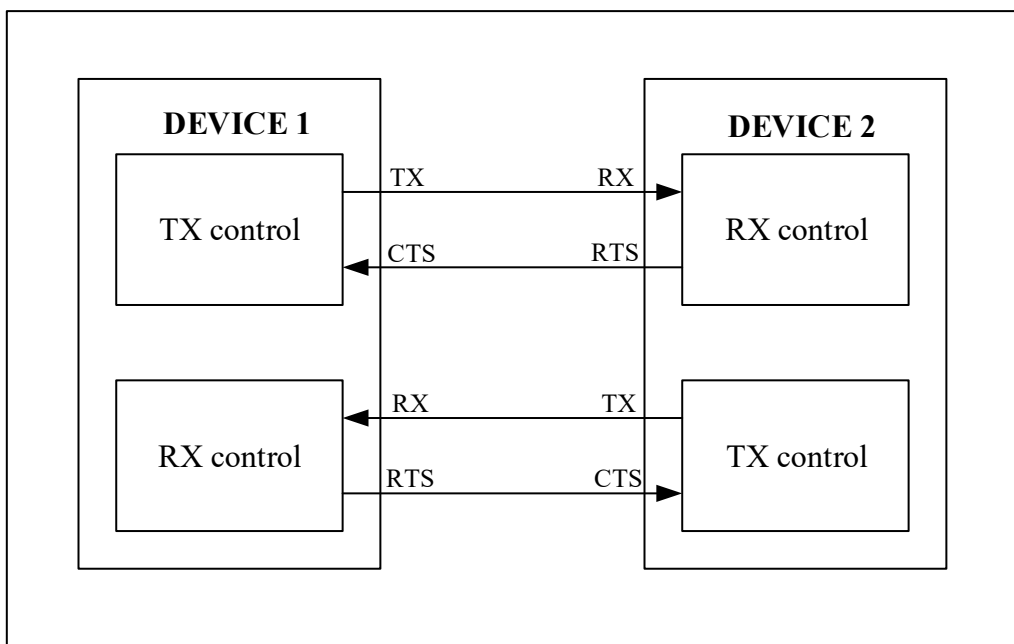 DEVICE 1
DEVICE 2
TX control
TX
RX
RX control
CTS
RTS
RX control
RX
TX
TX control
RTS
CTS